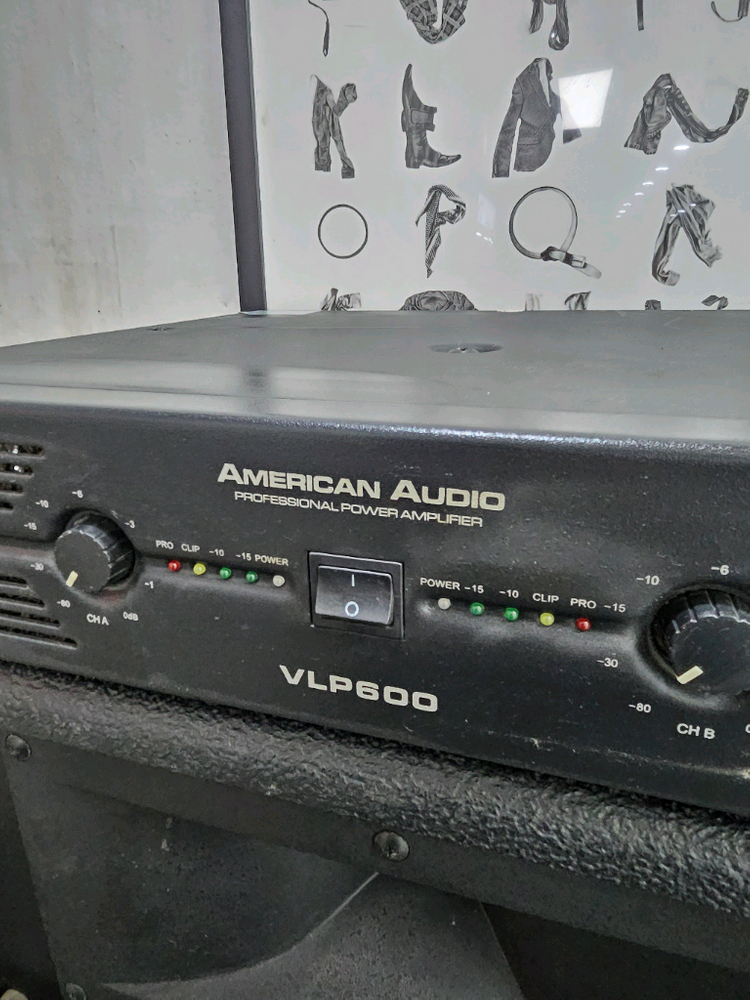 K L M N
O P Q R
AMERICAN AUDIO
PROFESSIONAL POWER AMPLIFIER
-10 -6
-15 -3
-30 -1
-80 0dB
CH A
PRO CLIP -10 -15 POWER
I
O
POWER -15 -10 CLIP PRO
-10 -6
-15
-30
-80
CH B
VLP600